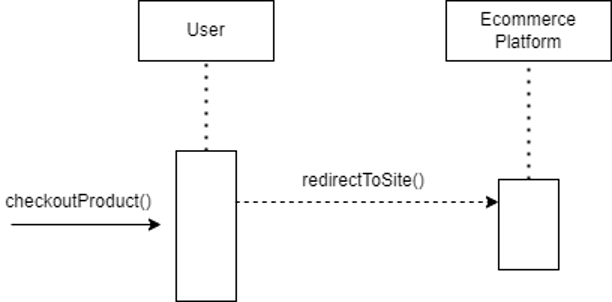 User
Ecommerce
Platform
redirectToSite()
checkoutProduct()